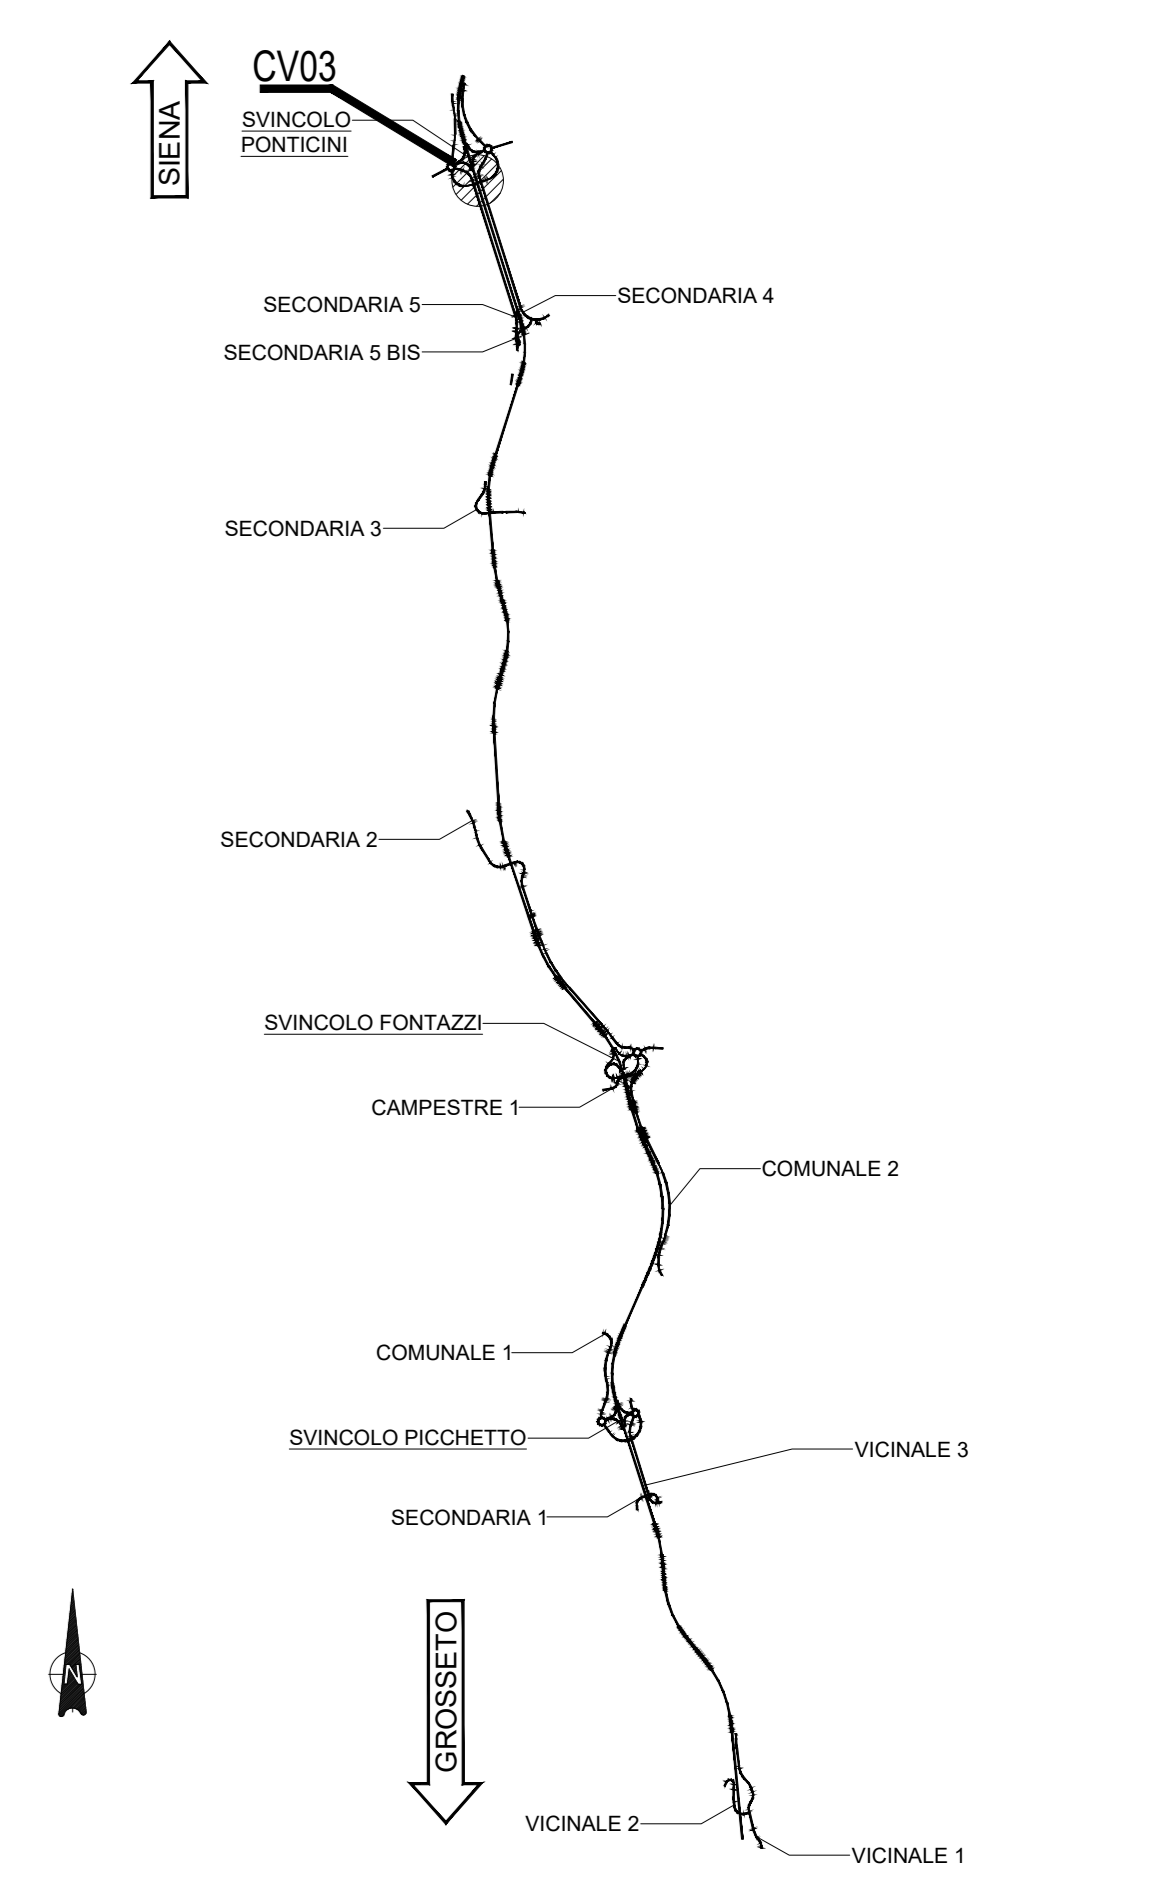 CV03
SIENA
SVINCOLO
PONTICINI
SECONDARIA 5
SECONDARIA 4
SECONDARIA 5 BIS
SECONDARIA 3
SECONDARIA 2
SVINCOLO FONTAZZI
CAMPESTRE 1
COMUNALE 2
COMUNALE 1
SVINCOLO PICCHETTO
VICINALE 3
SECONDARIA 1
N
GROSSETO
VICINALE 2
VICINALE 1